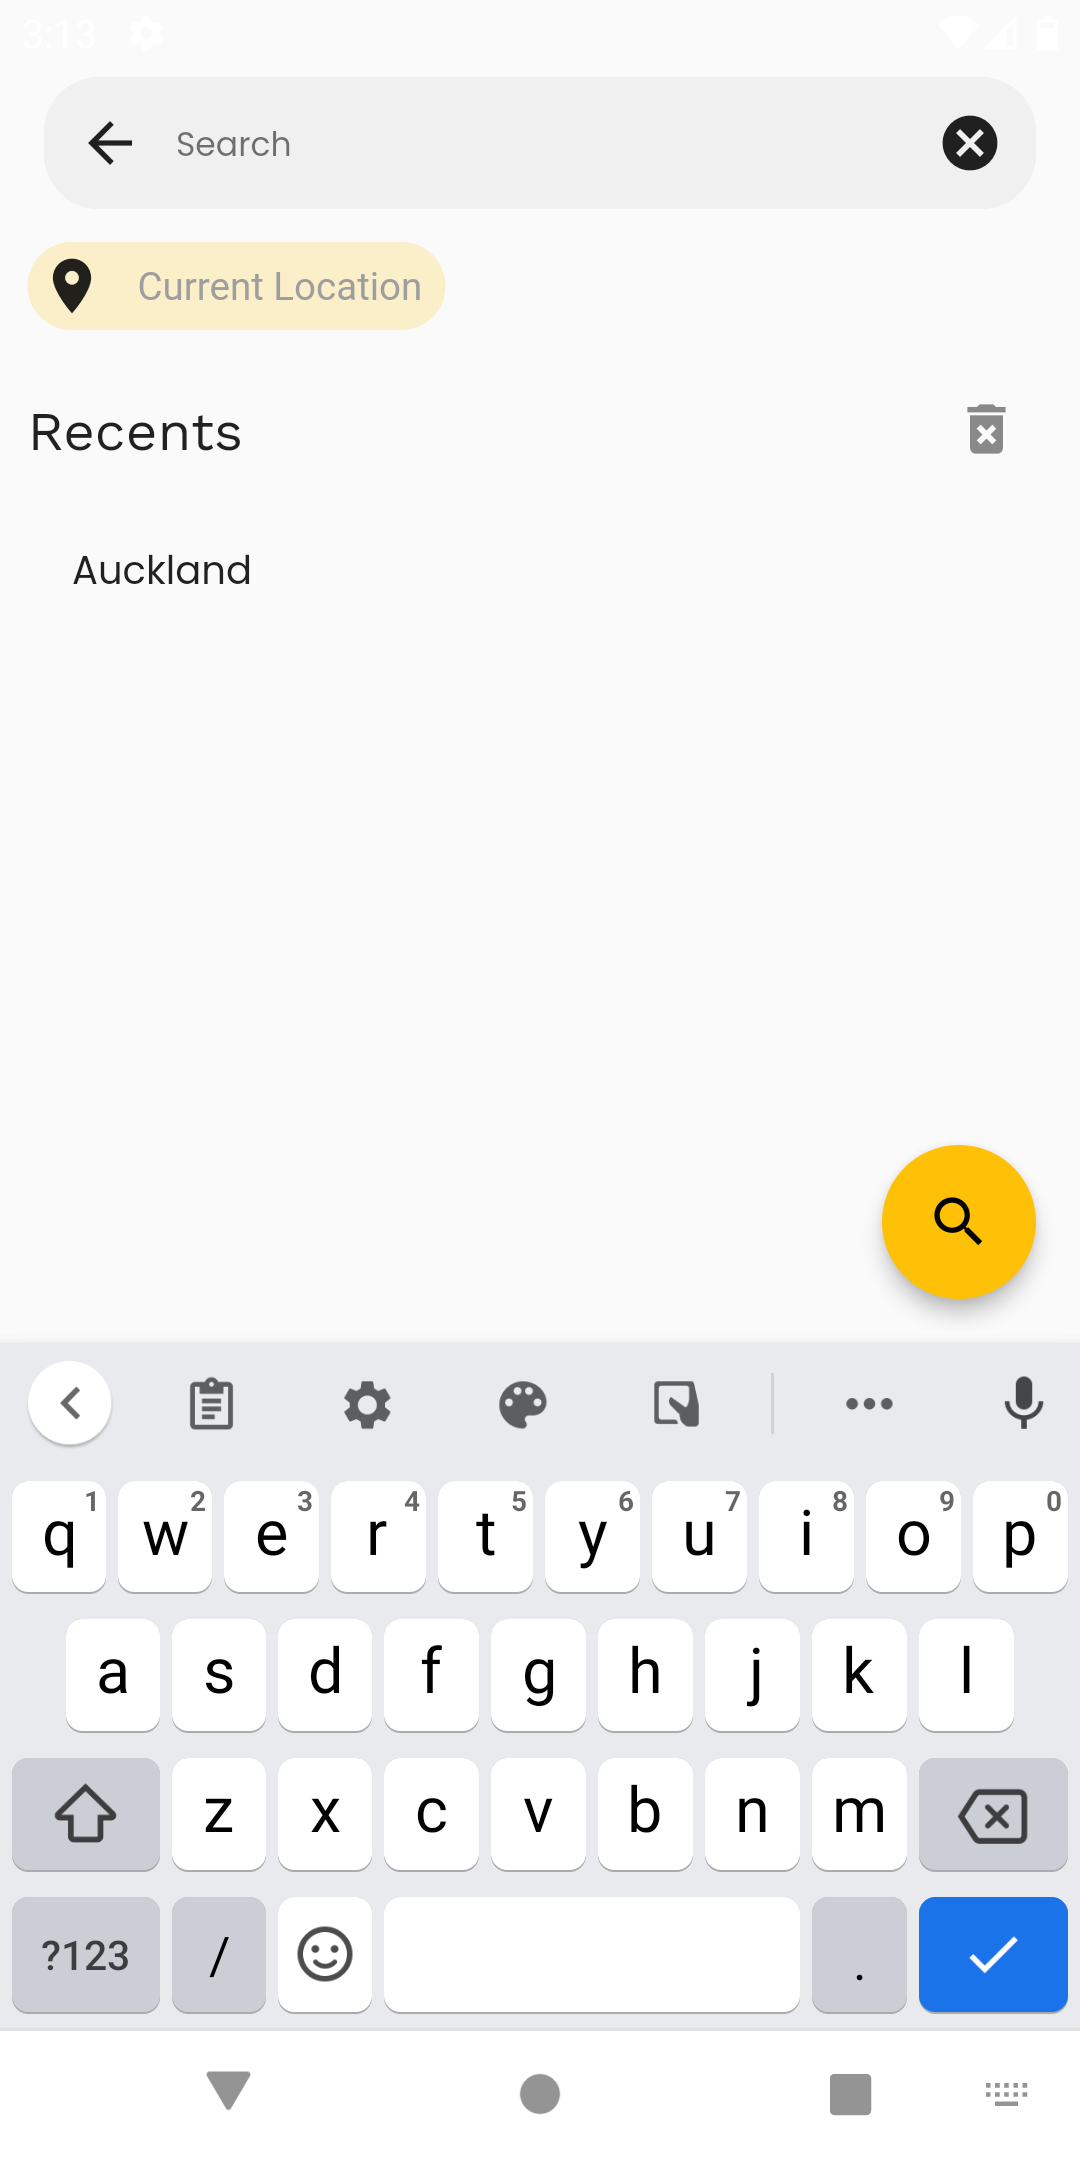 3:13
Search
Current Location
Recents
Auckland
q 1 w 2 e 3 r 4 t 5 y 6 u 7 i 8 o 9 p 0
a s d f g h j k l
z x c v b n m
?123 / .